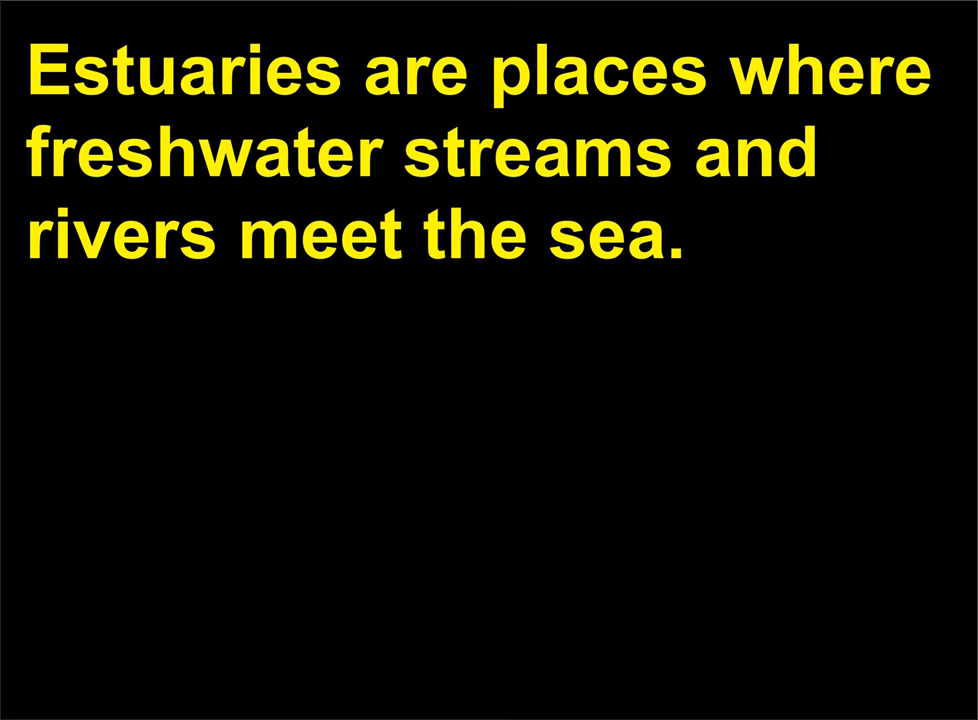 Estuaries are places where
freshwater streams and
rivers meet the sea.